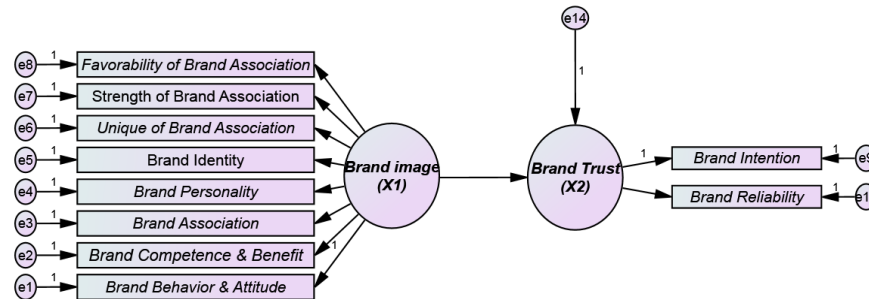 e14
1
e8 1 Favorability of Brand Association
e7 1 Strength of Brand Association
e6 1 Unique of Brand Association
e5 1 Brand Identity
e4 1 Brand Personality
e3 1 Brand Association
e2 1 Brand Competence & Benefit
e1 1 Brand Behavior & Attitude
1
Brand image
(X1)
Brand Trust
(X2)
1 Brand Intention 1 e9
Brand Reliability 1